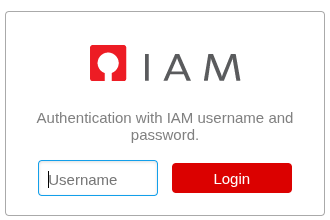 IAM
Authentication with IAM username and
password.
Username
Login